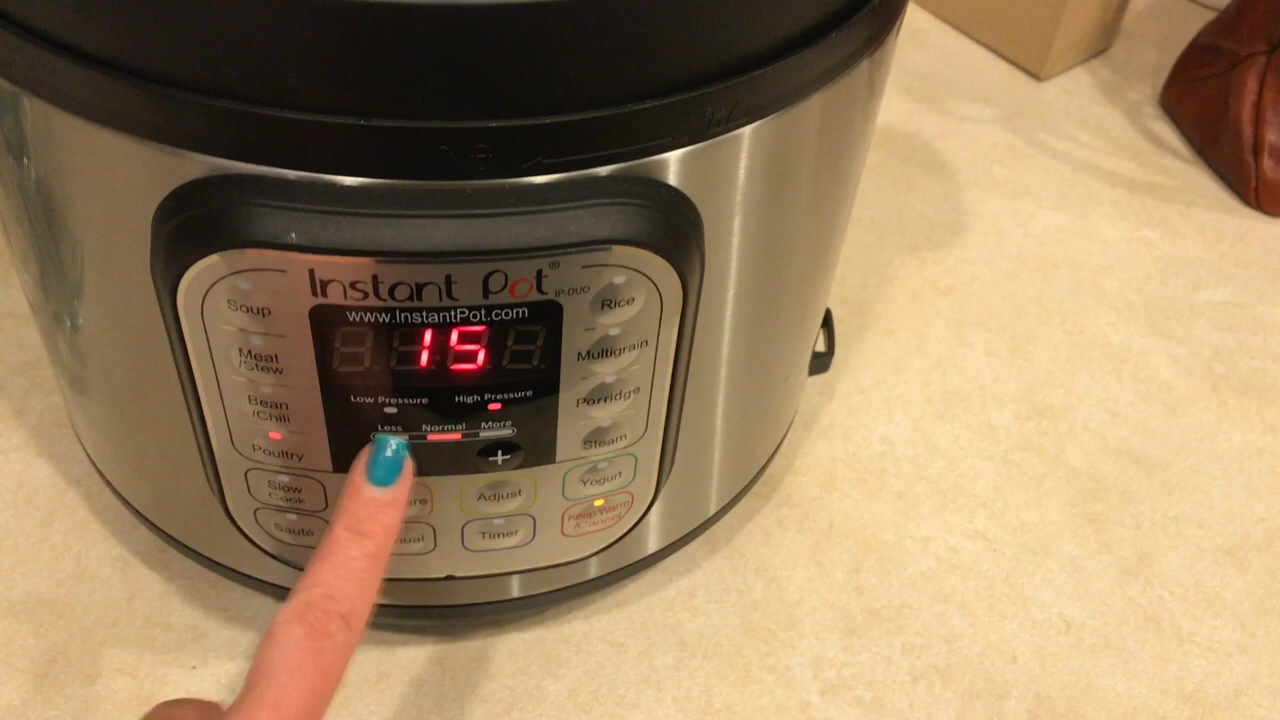 Instant Pot®
IP-DUO
www.InstantPot.com
15
Low Pressure
High Pressure
Less Normal More
+
Soup
Meat
/Stew
Bean
/Chili
Poultry
Slow
Cook
Sauté
Adjust
Timer
Rice
Multigrain
Porridge
Steam
Yogurt
Keep Warm
/Cancel